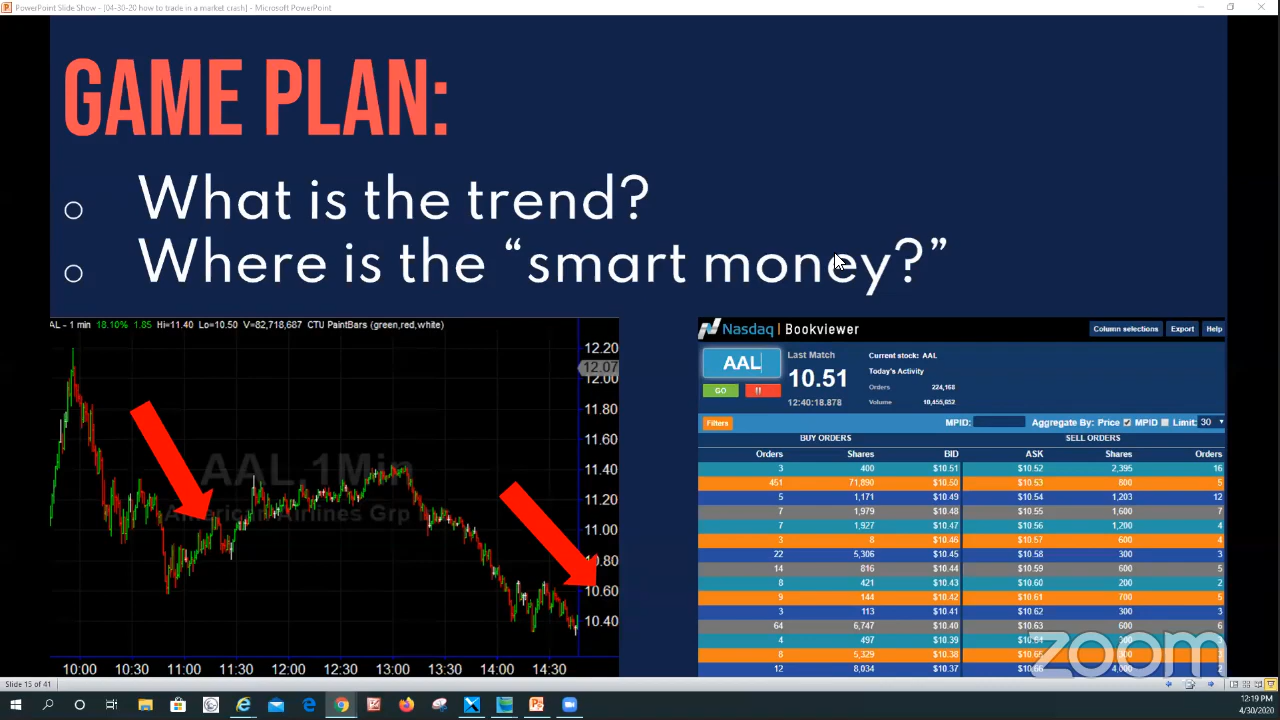 PowerPoint Slide Show - [04-30-20 how to trade in a market crash] - Microsoft PowerPoint
GAME PLAN:
What is the trend?
Where is the “smart money?”
AL - 1 min 18.10% 1.85 Hi=11.40 Lo=10.50 V=82,718,687 CTU PaintBars (green,red,white)
12.20
12.07
12.00
11.80
11.60
11.40
11.20
11.00
10.80
10.60
10.40
AAL, 1Min
American Airlines Grp
10:00 10:30 11:00 11:30 12:00 12:30 13:00 13:30 14:00 14:30
Nasdaq | Bookviewer
Column selections Export Help
AAL
GO !!
Last Match
10.51
12:40:18.878
Current stock: AAL
Today's Activity
Orders 224,168
Volume 10,455,652
Filters MPID: Aggregate By: Price MPID Limit: 30
BUY ORDERS SELL ORDERS
Orders Shares BID ASK Shares Orders
3 400 $10.51 $10.52 2,395 16
451 71,890 $10.50 $10.53 800 5
5 1,171 $10.49 $10.54 1,203 12
7 1,979 $10.48 $10.55 1,600 7
7 1,927 $10.47 $10.56 1,200 4
3 8 $10.46 $10.57 600 4
22 5,306 $10.45 $10.58 300 3
14 816 $10.44 $10.59 600 5
8 421 $10.43 $10.60 200 2
9 144 $10.42 $10.61 700 5
3 113 $10.41 $10.62 300 3
64 6,747 $10.40 $10.63 600 6
4 497 $10.39
8 5,329 $10.38
12 8,034 $10.37 4,000 2
zoom
Slide 15 of 41
12:19 PM
4/30/2020